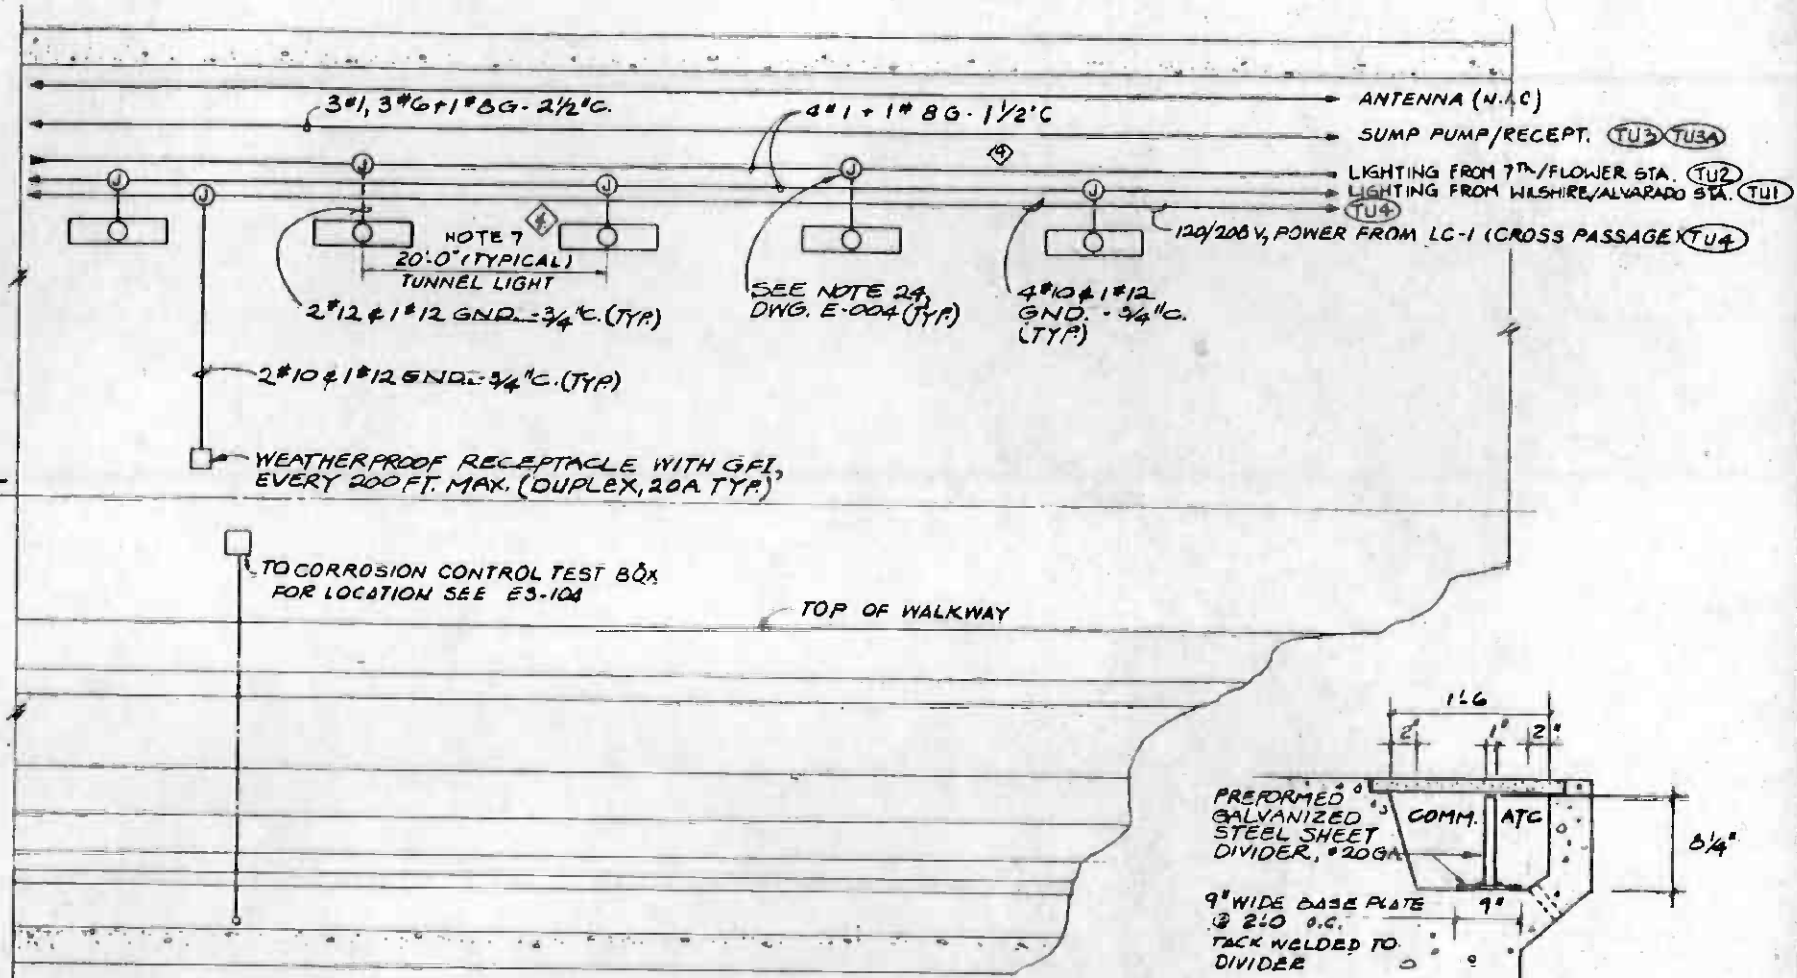 ANTENNA (N.I.C)
3#1, 3#6+1#8G - 2½"C.
4#1 + 1#8G - 1½"C
SUMP PUMP/RECEPT. TU3 TU3A
4
LIGHTING FROM 7TH/FLOWER STA. TU2
LIGHTING FROM WILSHIRE/ALVARADO STA. TU1
TU4
120/208V, POWER FROM LC-1 (CROSS PASSAGE) TU4
J
J
J
J
J
J
NOTE 7
4
20'-0" (TYPICAL)
TUNNEL LIGHT
2#12 & 1#12 GND. - 3/4"C. (TYP.)
SEE NOTE 24,
DWG. E-004 (TYP.)
4#10 & 1#12
GND. - 3/4"C.
(TYP.)
2#10 & 1#12 GND. - 3/4"C. (TYP.)
WEATHERPROOF RECEPTACLE WITH GFI,
EVERY 200 FT. MAX. (DUPLEX, 20A TYP.)
TO CORROSION CONTROL TEST BOX
FOR LOCATION SEE ES-104
TOP OF WALKWAY
1'-6
2" 1" 2"
PREFORMED
GALVANIZED
STEEL SHEET
DIVIDER, #20GA
COMM. ATC
8¼"
9" WIDE BASE PLATE
@ 2'-0 O.C.
TACK WELDED TO
DIVIDER
9"